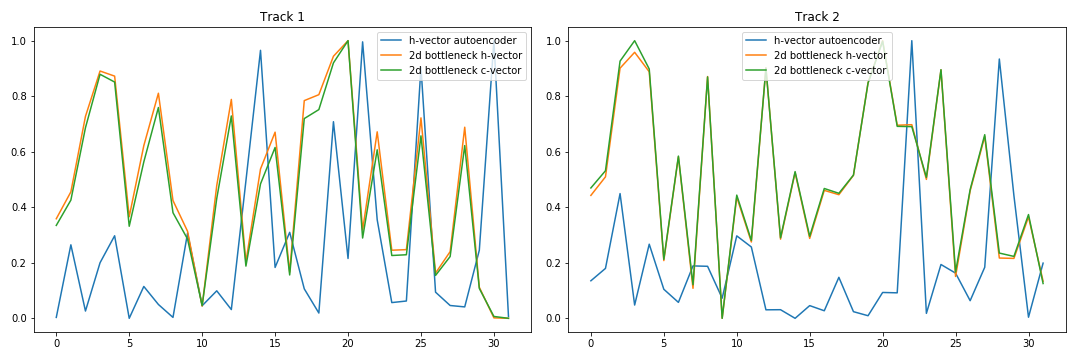 Track 1
h-vector autoencoder
2d bottleneck h-vector
2d bottleneck c-vector
1.0
0.8
0.6
0.4
0.2
0.0
0 5 10 15 20 25 30
Track 2
h-vector autoencoder
2d bottleneck h-vector
2d bottleneck c-vector
1.0
0.8
0.6
0.4
0.2
0.0
0 5 10 15 20 25 30